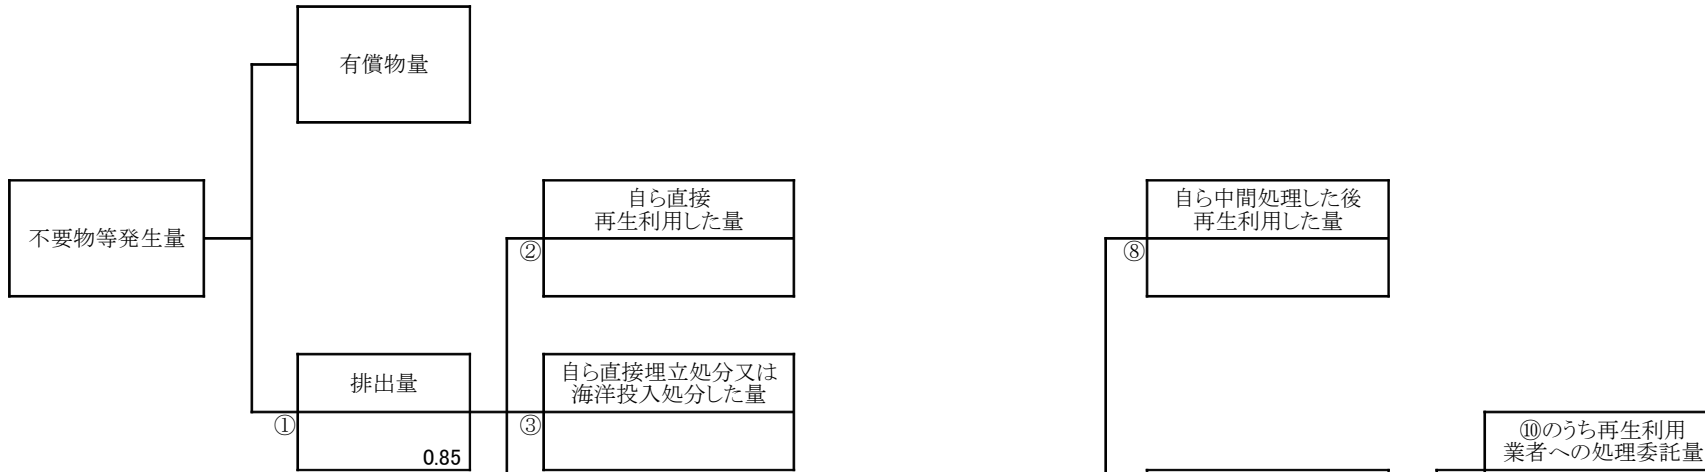 有償物量
不要物等発生量
自ら直接
再生利用した量
②
自ら中間処理した後
再生利用した量
⑧
排出量
①
0.85
自ら直接埋立処分又は
海洋投入処分した量
③
⑩のうち再生利用
業者への処理委託量